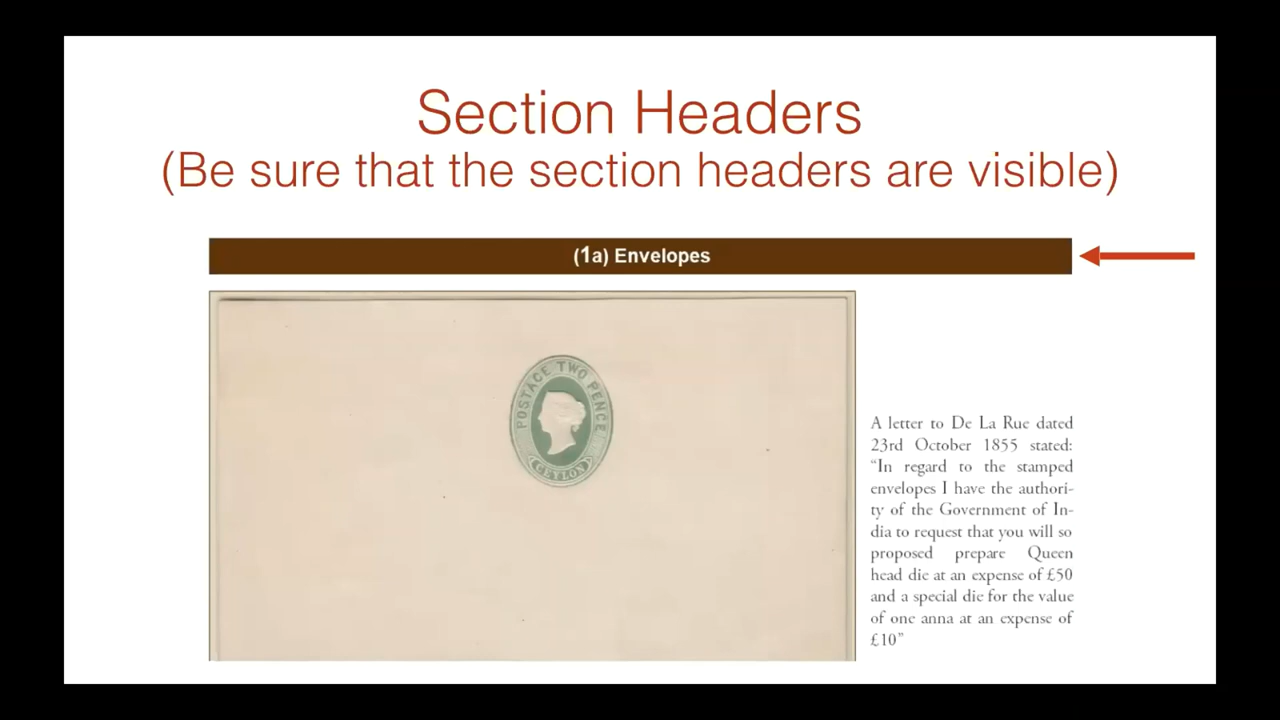 Section Headers
(Be sure that the section headers are visible)
(1a) Envelopes
POSTAGE TWO PENCE
CEYLON
A letter to De La Rue dated
23rd October 1855 stated:
“In regard to the stamped
envelopes I have the authori-
ty of the Government of In-
dia to request that you will so
proposed prepare Queen
head die at an expense of £50
and a special die for the value
of one anna at an expense of
£10”